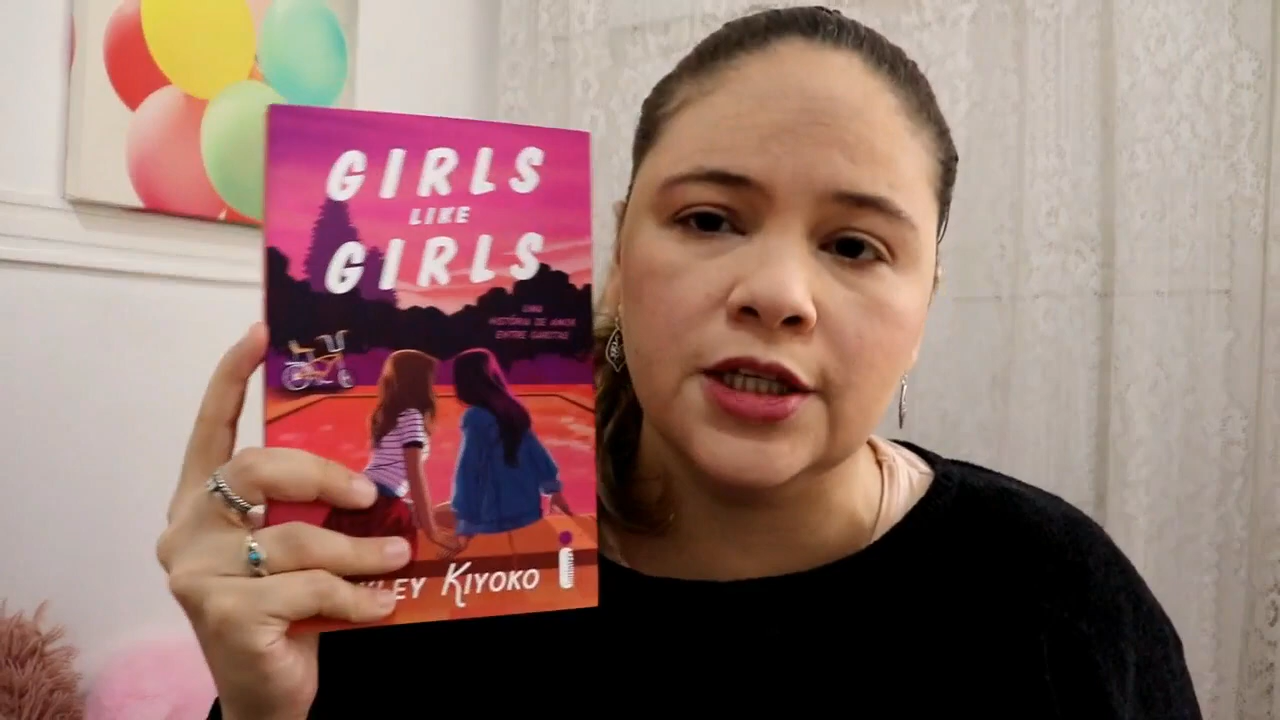 GIRLS
LIKE
GIRLS
UMA
HISTÓRIA DE AMOR
ENTRE GAROTAS
KIYOKO